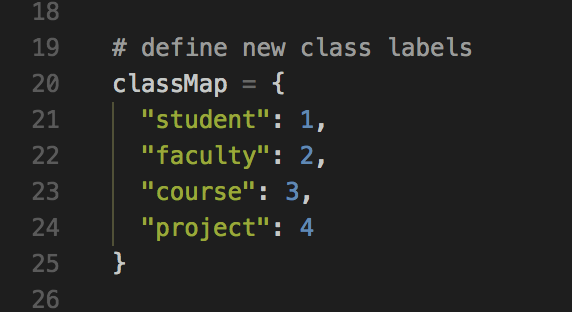 18
19 # define new class labels
20 classMap = {
21 "student": 1,
22 "faculty": 2,
23 "course": 3,
24 "project": 4
25 }
26